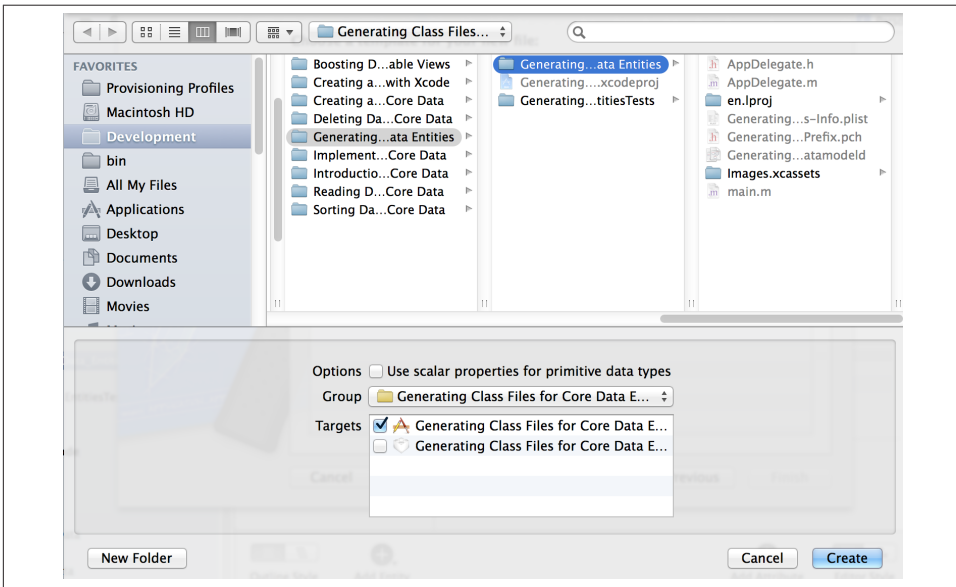 Generating Class Files...
FAVORITES
Provisioning Profiles
Macintosh HD
Development
bin
All My Files
Applications
Desktop
Documents
Downloads
Movies
Boosting D...able Views
Creating a...with Xcode
Creating a...Core Data
Deleting Da...Core Data
Generating...ata Entities
Implement...Core Data
Introductio...Core Data
Reading D...Core Data
Sorting Da...Core Data
Generating...ata Entities
Generating....xcodeproj
Generating...titiesTests
AppDelegate.h
AppDelegate.m
en.lproj
Generating...s-Info.plist
Generating...Prefix.pch
Generating...atamodeld
Images.xcassets
main.m
Options Use scalar properties for primitive data types
Group Generating Class Files for Core Data E...
Targets Generating Class Files for Core Data E...
Generating Class Files for Core Data E...
Cancel
New Folder
Cancel
Create